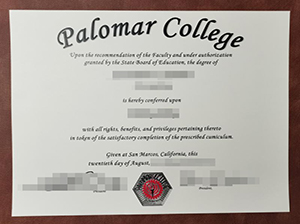 Palomar College
Upon the recommendation of the Faculty and under authorization
granted by the State Board of Education, the degree of
is hereby conferred upon
with all rights, benefits, and privileges pertaining thereto
in token of the satisfactory completion of the prescribed curriculum.
Given at San Marcos, California, this
twentieth day of August,
President